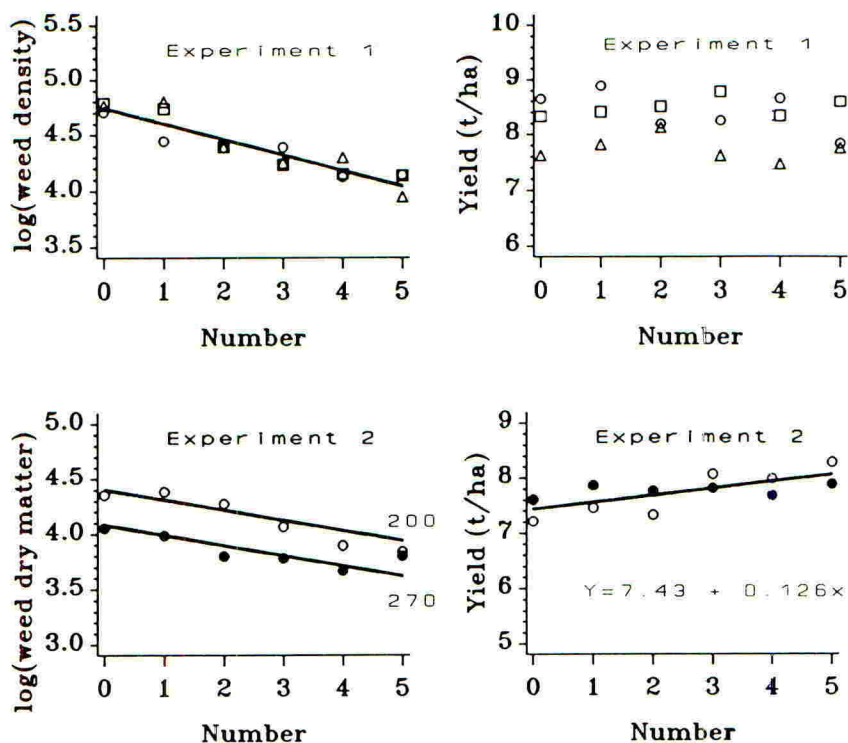 log(weed density)
5.5
5.0
4.5
4.0
3.5
Experiment 1
0 1 2 3 4 5
Number
Yield (t/ha)
10
9
8
7
6
Experiment 1
0 1 2 3 4 5
Number
log(weed dry matter)
5.0
4.5
4.0
3.5
3.0
Experiment 2
200
270
0 1 2 3 4 5
Number
Yield (t/ha)
9
8
7
6
5
Experiment 2
Y=7.43 + 0.126x
0 1 2 3 4 5
Number